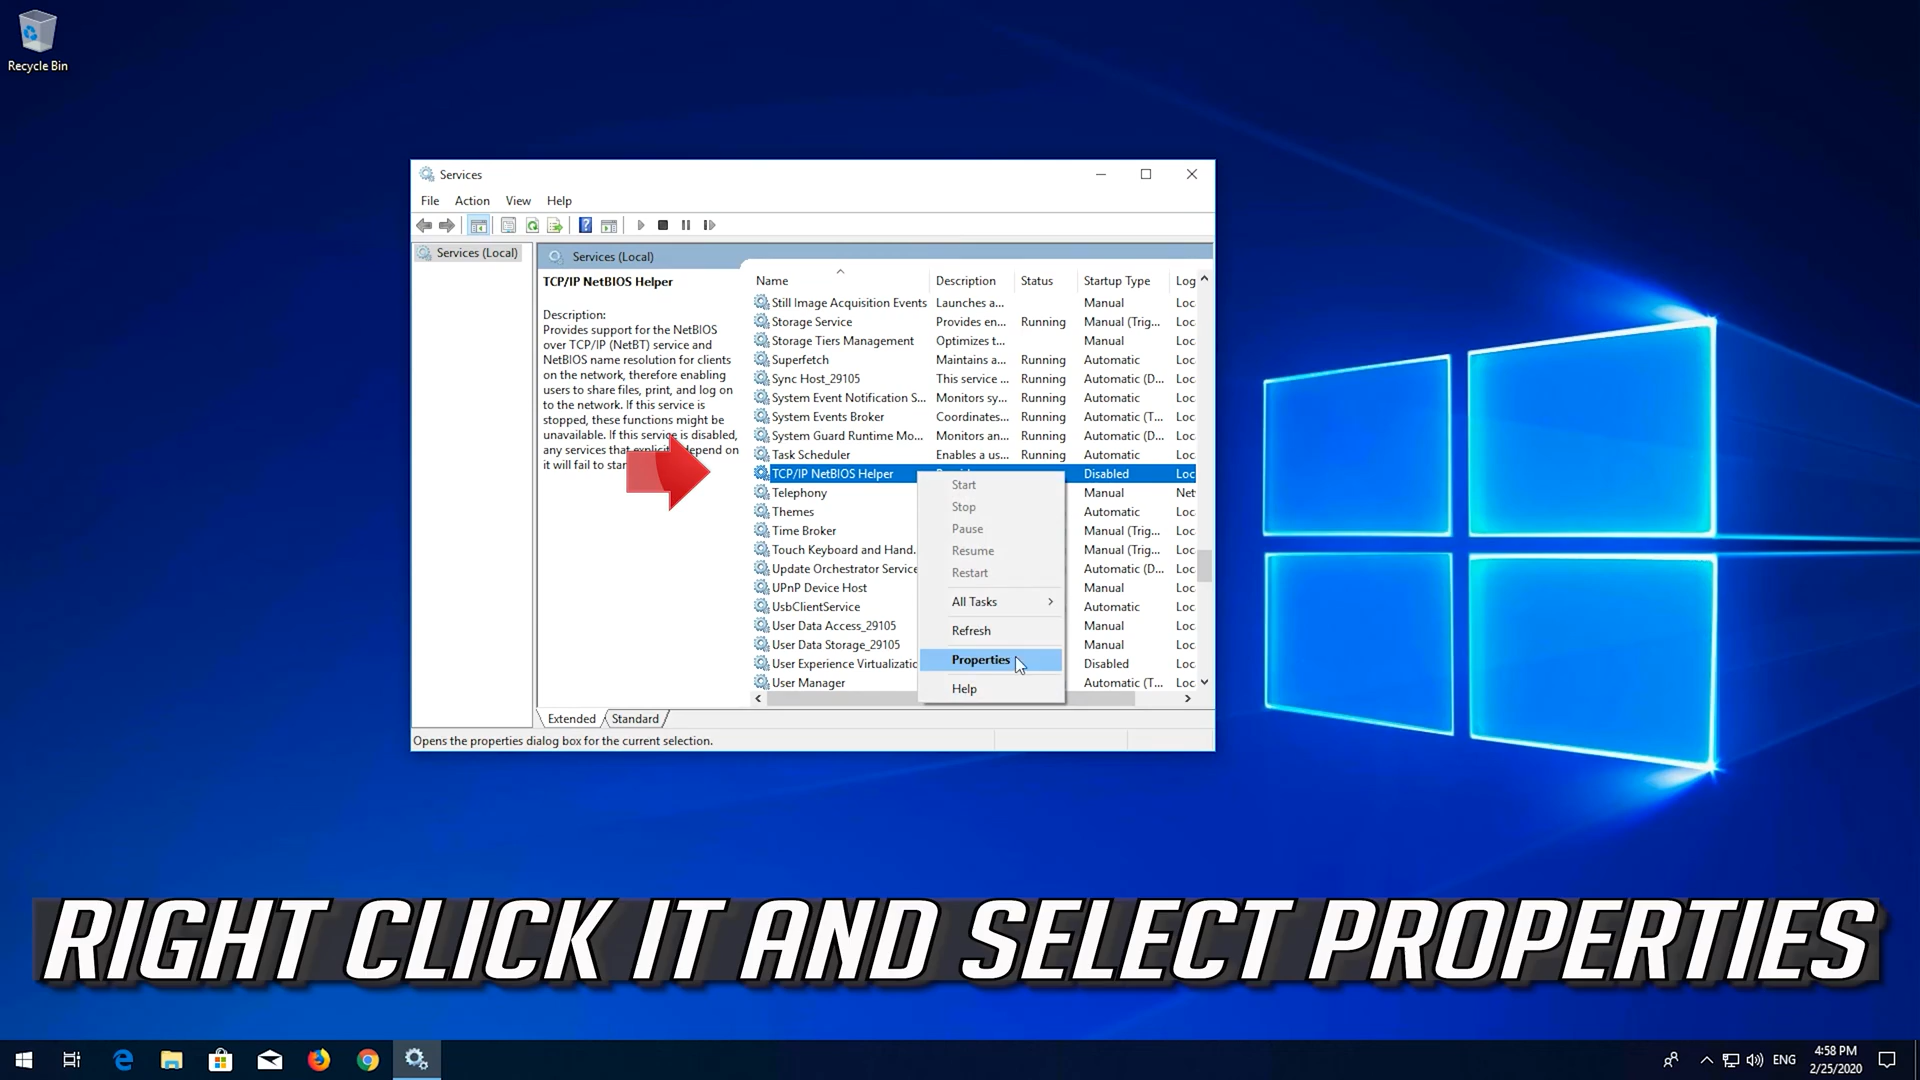 Recycle Bin
Services
File Action View Help
Services (Local)
Services (Local)
TCP/IP NetBIOS Helper
Description:
Provides support for the NetBIOS
over TCP/IP (NetBT) service and
NetBIOS name resolution for clients
on the network, therefore enabling
users to share files, print, and log on
to the network. If this service is
stopped, these functions might be
unavailable. If this service is disabled,
any services that depend on
it will fail to
Name Description Status Startup Type Log
Still Image Acquisition Events Launches a... Manual Loc
Storage Service Provides en... Running Manual (Trig... Loc
Storage Tiers Management Optimizes t... Manual Loc
Superfetch Maintains a... Running Automatic Loc
Sync Host_29105 This service ... Running Automatic (D... Loc
System Event Notification S... Monitors sy... Running Automatic Loc
System Events Broker Coordinates... Running Automatic (T... Loc
System Guard Runtime Mo... Monitors an... Running Automatic (D... Loc
Task Scheduler Enables a us... Running Automatic Loc
TCP/IP NetBIOS Helper Disabled Loc
Telephony Manual Net
Themes Automatic Loc
Time Broker Manual (Trig... Loc
Touch Keyboard and Hand. Manual (Trig... Loc
Update Orchestrator Service Automatic (D... Loc
UPnP Device Host Manual Loc
UsbClientService Automatic Loc
User Data Access_29105 Manual Loc
User Data Storage_29105 Manual Loc
User Experience Virtualizatic Disabled Loc
User Manager Automatic (T... Loc
Start
Stop
Pause
Resume
Restart
All Tasks
Refresh
Properties
Help
Extended Standard
Opens the properties dialog box for the current selection.
RIGHT CLICK IT AND SELECT PROPERTIES
ENG
4:58 PM
2/25/2020